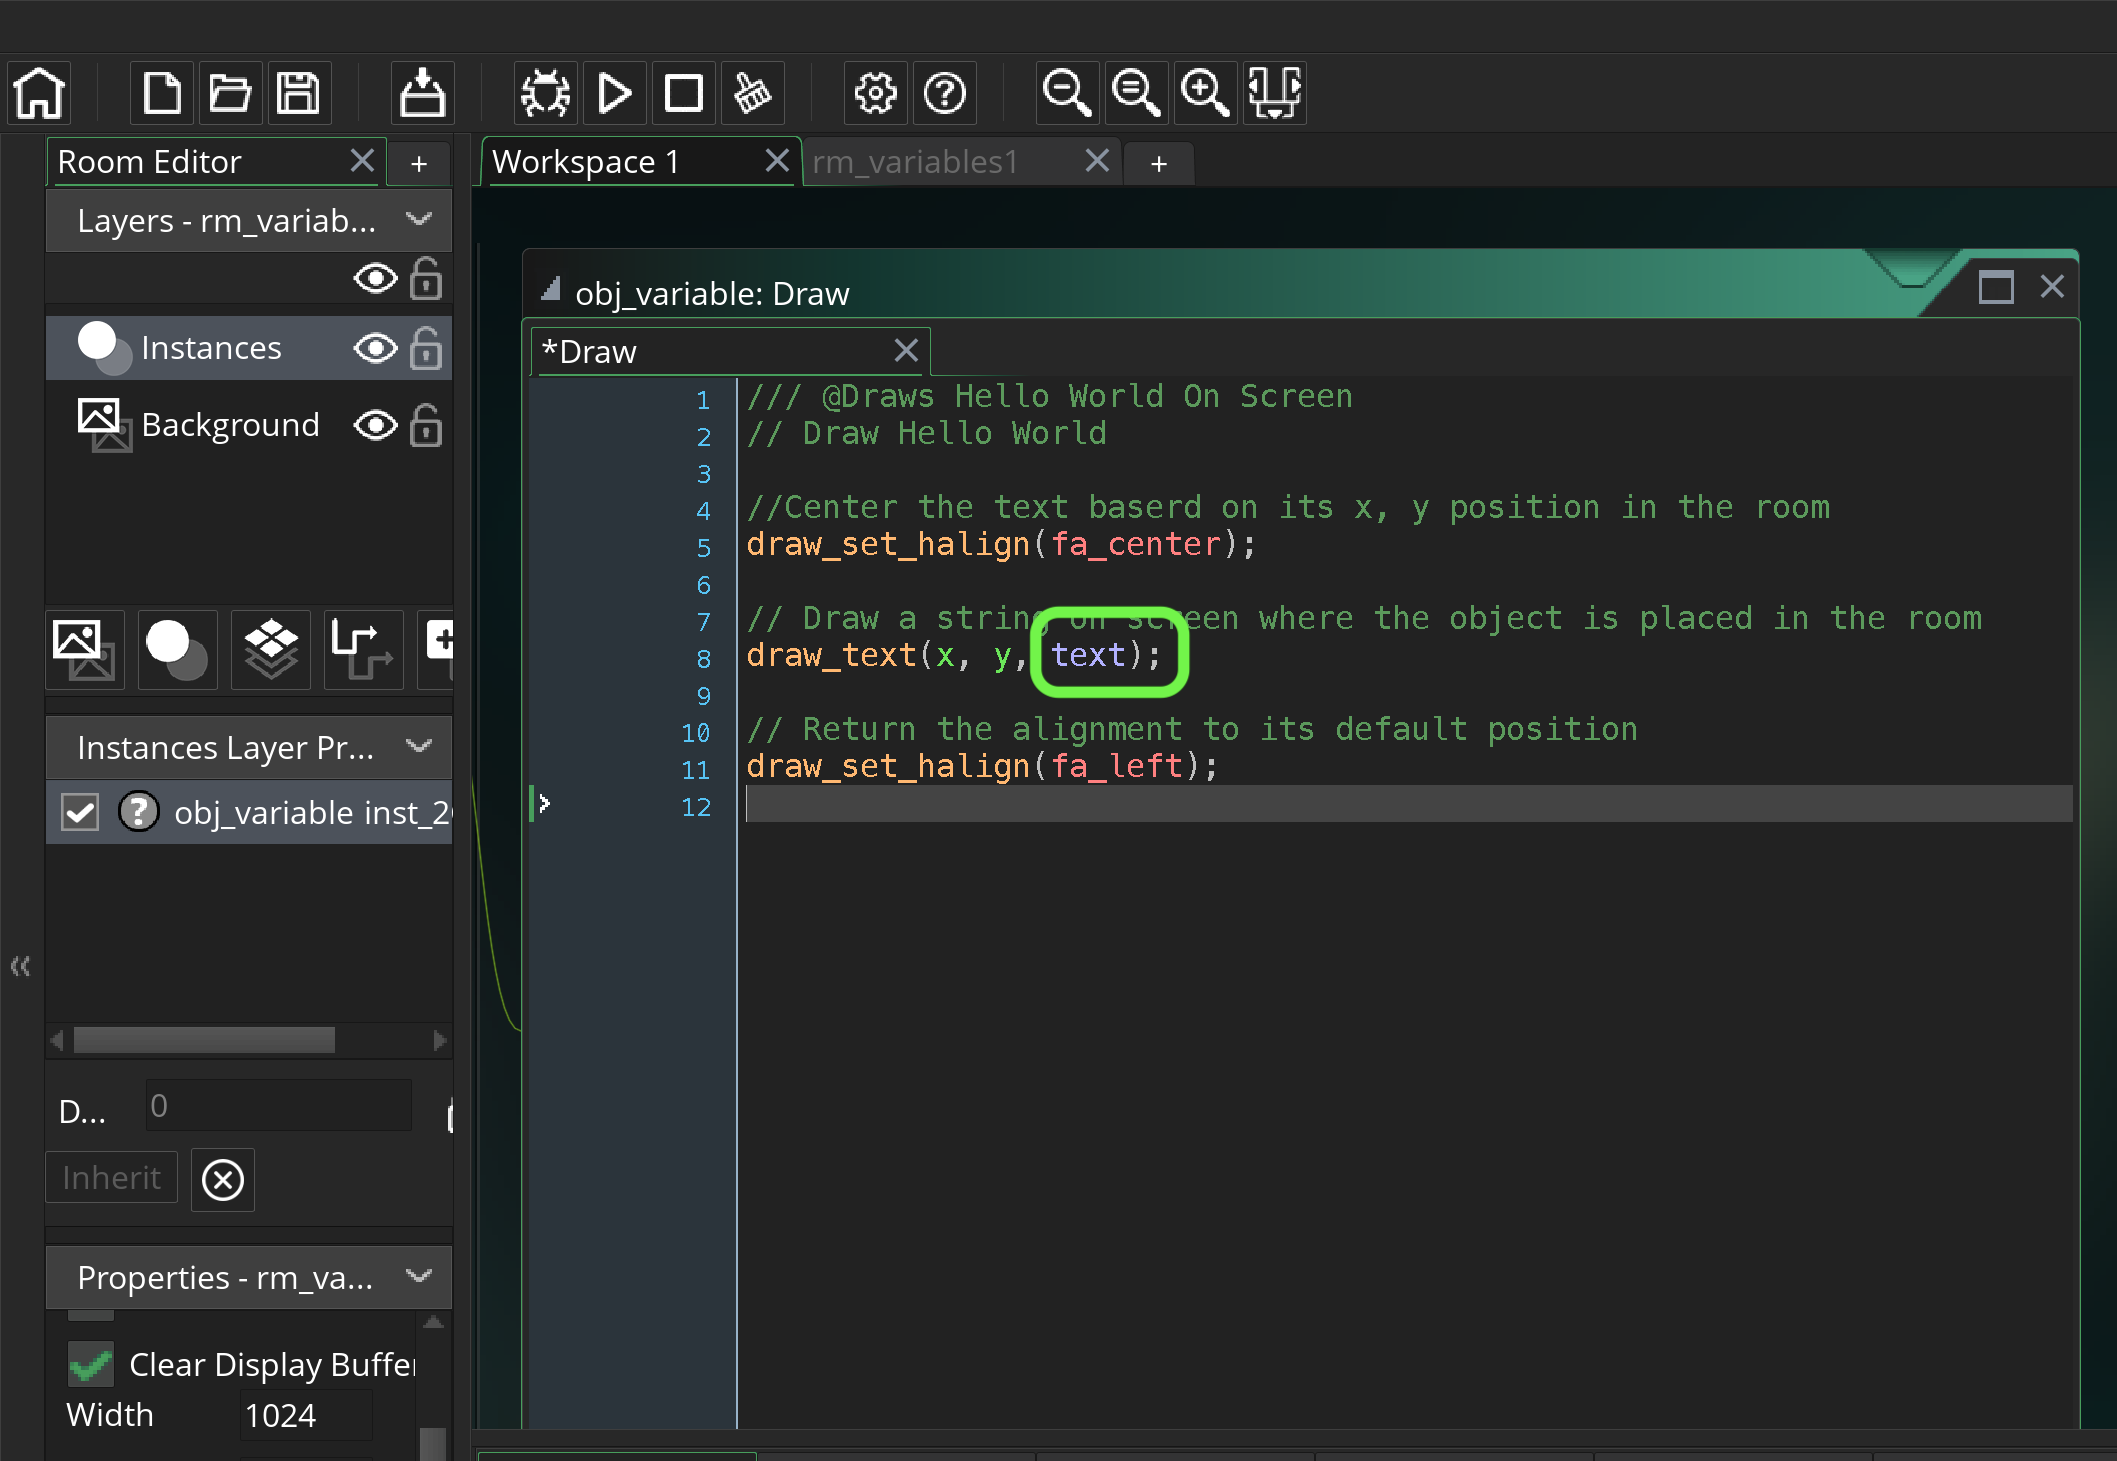 Room Editor
+
Workspace 1
rm_variables1
+
Layers - rm_variab...
Instances
Background
Instances Layer Pr...
obj_variable inst_2
D...
0
Inherit
Properties - rm_va...
Clear Display Buffer
Width
1024
obj_variable: Draw
*Draw
1 /// @Draws Hello World On Screen
2 // Draw Hello World
3
4 //Center the text baserd on its x, y position in the room
5 draw_set_halign(fa_center);
6
7 // Draw a string on screen where the object is placed in the room
8 draw_text(x, y, text);
9
10 // Return the alignment to its default position
11 draw_set_halign(fa_left);
12